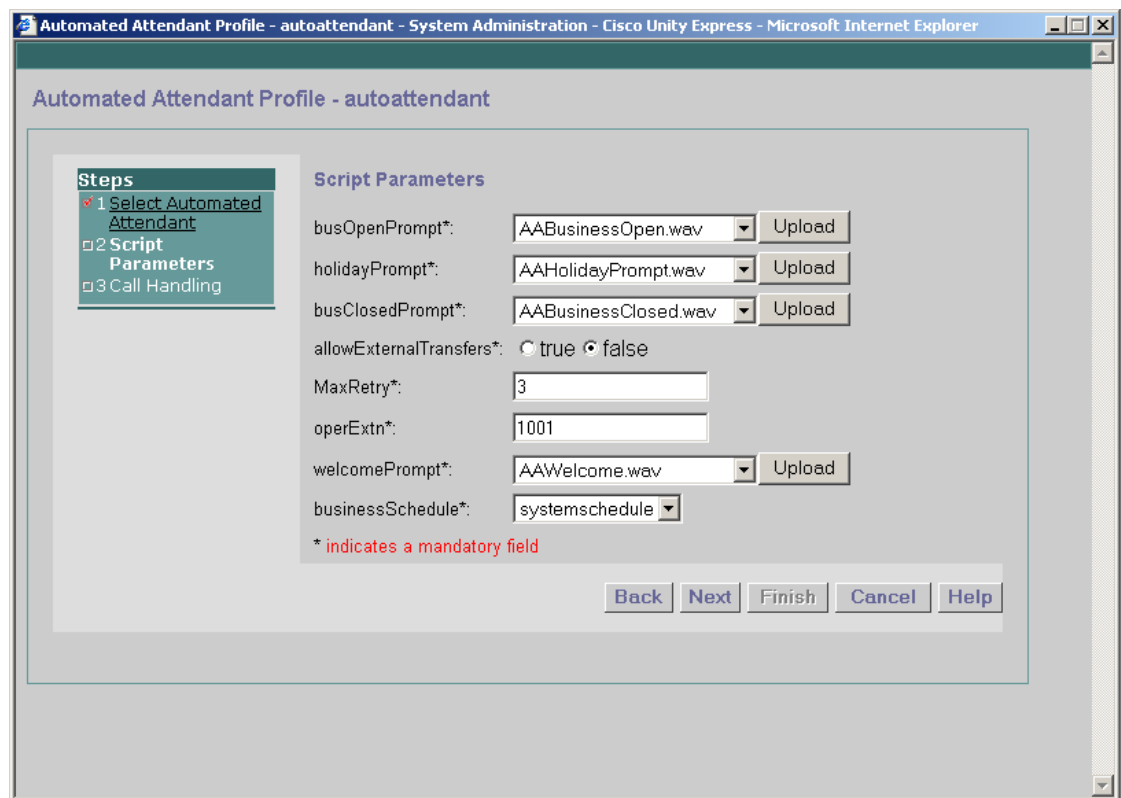 Automated Attendant Profile - autoattendant - System Administration - Cisco Unity Express - Microsoft Internet Explorer
Automated Attendant Profile - autoattendant
Steps
1 Select Automated
Attendant
2 Script
Parameters
3 Call Handling
Script Parameters
busOpenPrompt*: AABusinessOpen.wav Upload
holidayPrompt*: AAHolidayPrompt.wav Upload
busClosedPrompt*: AABusinessClosed.wav Upload
allowExternalTransfers*: true false
MaxRetry*: 3
operExtn*: 1001
welcomePrompt*: AAWelcome.wav Upload
businessSchedule*: systemschedule
* indicates a mandatory field
Back Next Finish Cancel Help